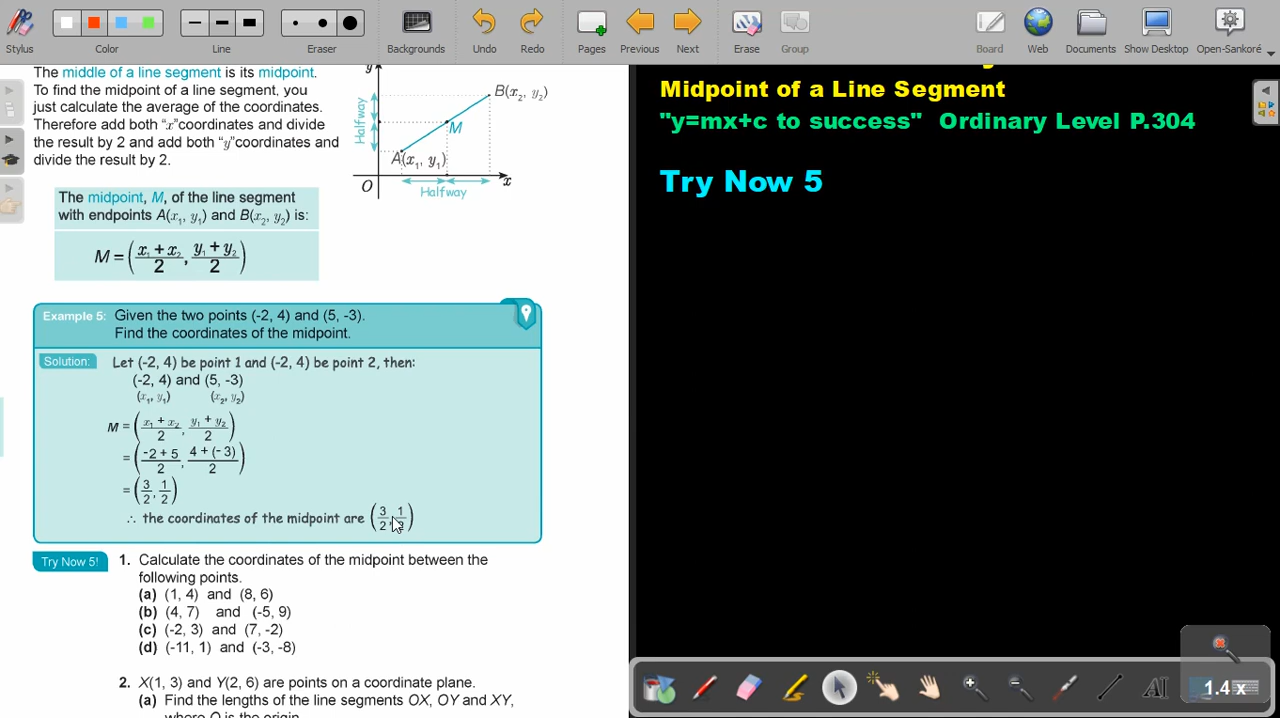 Stylus
Color
Line
Eraser
Backgrounds
Undo
Redo
Pages
Previous
Next
Erase
Group
Board
Web
Documents
Show Desktop
Open-Sankoré
The middle of a line segment is its midpoint.
To find the midpoint of a line segment, you
just calculate the average of the coordinates.
Therefore add both "x"coordinates and divide
the result by 2 and add both "y"coordinates and
divide the result by 2.
y
B(x₂, y₂)
Halfway
M
A(x₁, y₁)
O
x
Halfway
The midpoint, M, of the line segment
with endpoints A(x₁, y₁) and B(x₂, y₂) is:
M = ((x₁ + x₂)/2, (y₁ + y₂)/2)
Example 5: Given the two points (-2, 4) and (5, -3).
Find the coordinates of the midpoint.
Solution: Let (-2, 4) be point 1 and (-2, 4) be point 2, then:
(-2, 4) and (5, -3)
(x₁, y₁) (x₂, y₂)
M = ((x₁ + x₂)/2, (y₁ + y₂)/2)
= ((-2 + 5)/2, (4 + (-3))/2)
= (3/2, 1/2)
∴ the coordinates of the midpoint are (3/2, 1/2)
Try Now 5! 1. Calculate the coordinates of the midpoint between the
following points.
(a) (1, 4) and (8, 6)
(b) (4, 7) and (-5, 9)
(c) (-2, 3) and (7, -2)
(d) (-11, 1) and (-3, -8)
2. X(1, 3) and Y(2, 6) are points on a coordinate plane.
(a) Find the lengths of the line segments OX, OY and XY,
where O is the origin
Midpoint of a Line Segment
"y=mx+c to success" Ordinary Level P.304
Try Now 5
1.4 x